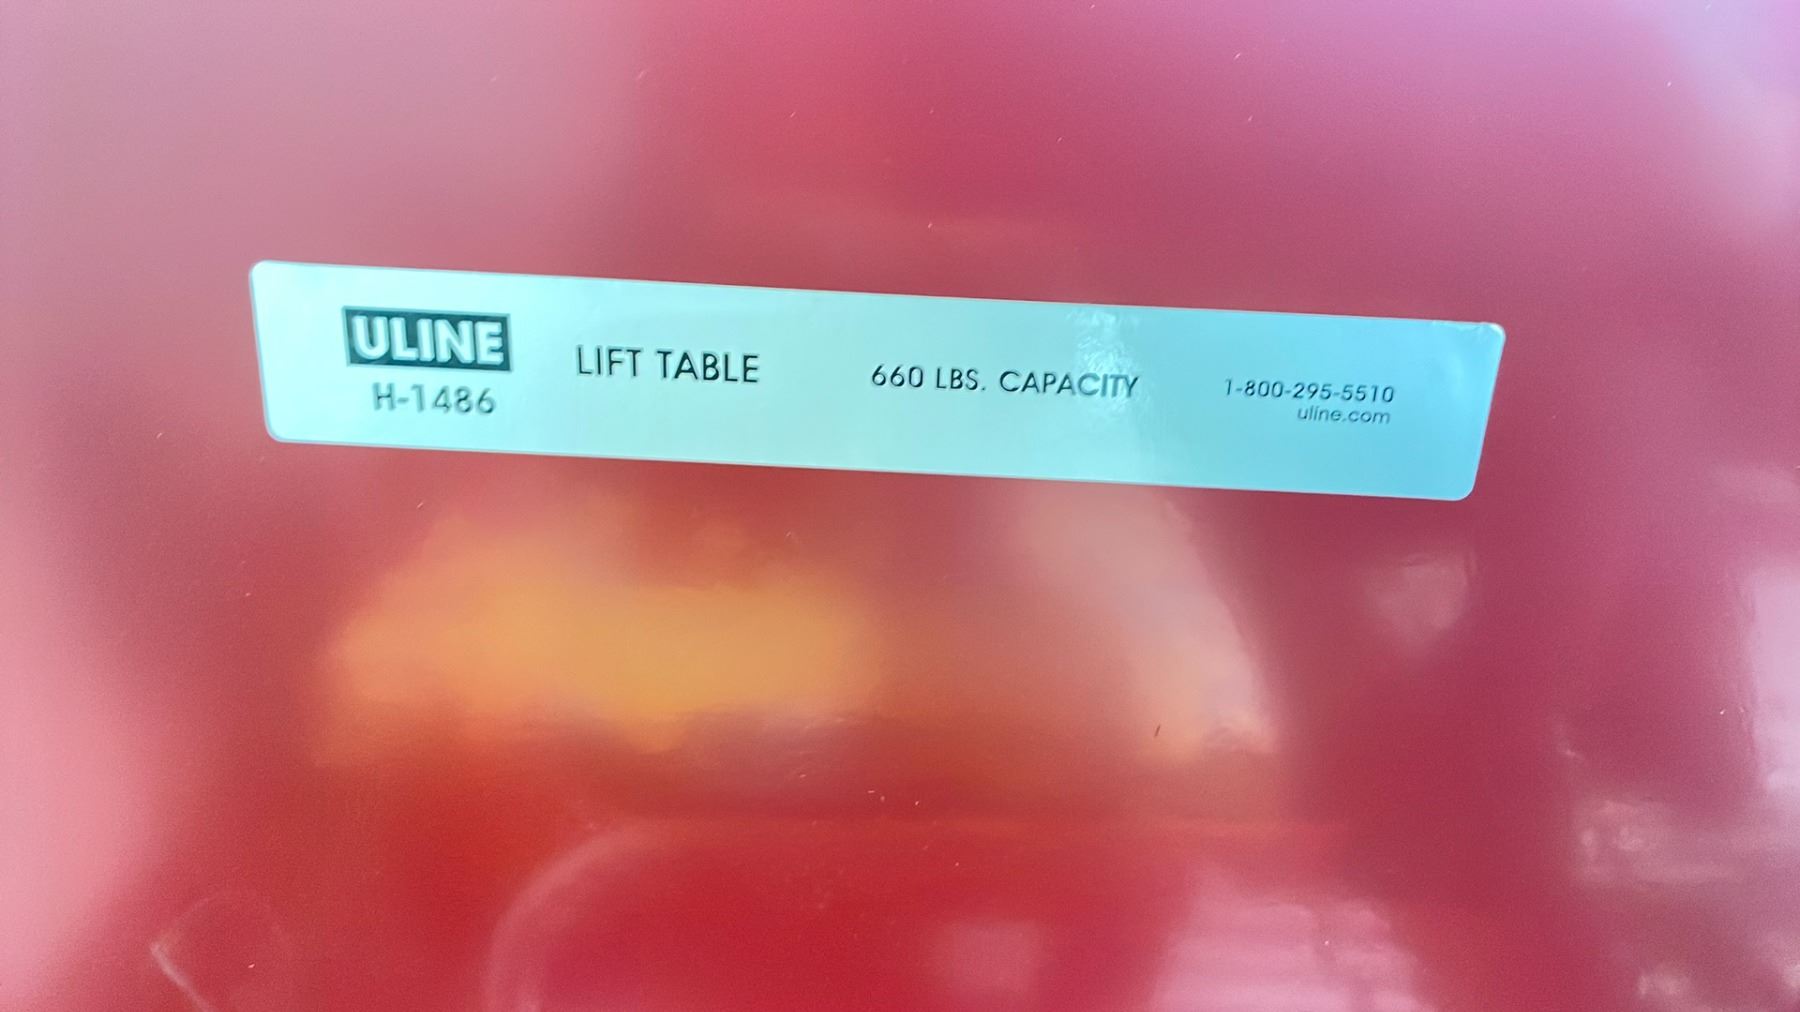 ULINE
H-1486
LIFT TABLE
660 LBS. CAPACITY
1-800-295-5510
uline.com